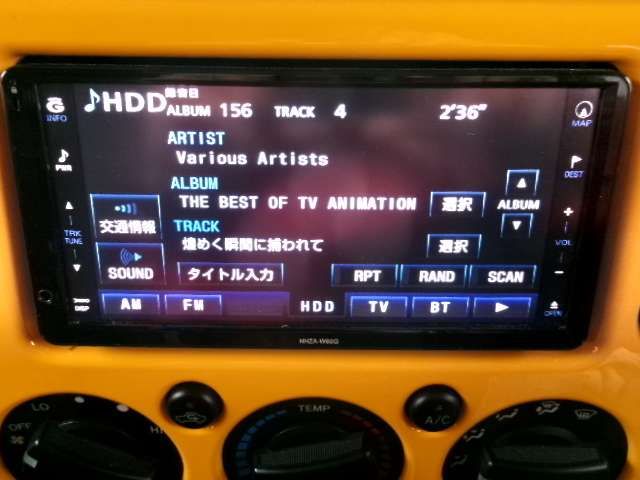 G INFO
♪HDD 録音日
ALBUM 156 TRACK 4 2'36"
MAP
ARTIST
Various Artists
PWR
DEST
ALBUM
THE BEST OF TV ANIMATION 選択
▲
ALBUM
▼
▲
TRK
TUNE
▼
交通情報
TRACK
煌めく瞬間に捕われて 選択
+
VOL
−
SOUND タイトル入力 RPT RAND SCAN
DISP
AM FM HDD TV BT ▶
OPEN
NHZA-W60G
LO
OFF
HI
TEMP
A/C